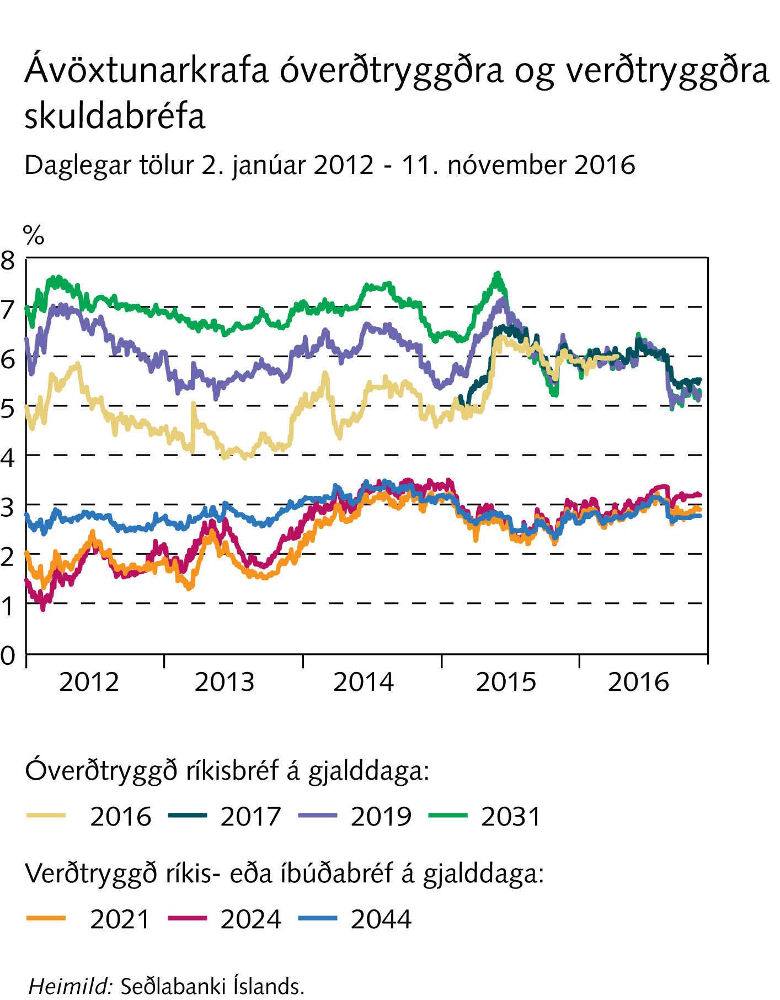 Ávöxtunarkrafa óverðtryggðra og verðtryggðra
skuldabréfa
Daglegar tölur 2. janúar 2012 - 11. nóvember 2016
%
8
7
6
5
4
3
2
1
0
2012 2013 2014 2015 2016
Óverðtryggð ríkisbréf á gjalddaga:
2016 2017 2019 2031
Verðtryggð ríkis- eða íbúðabréf á gjalddaga:
2021 2024 2044
Heimild: Seðlabanki Íslands.